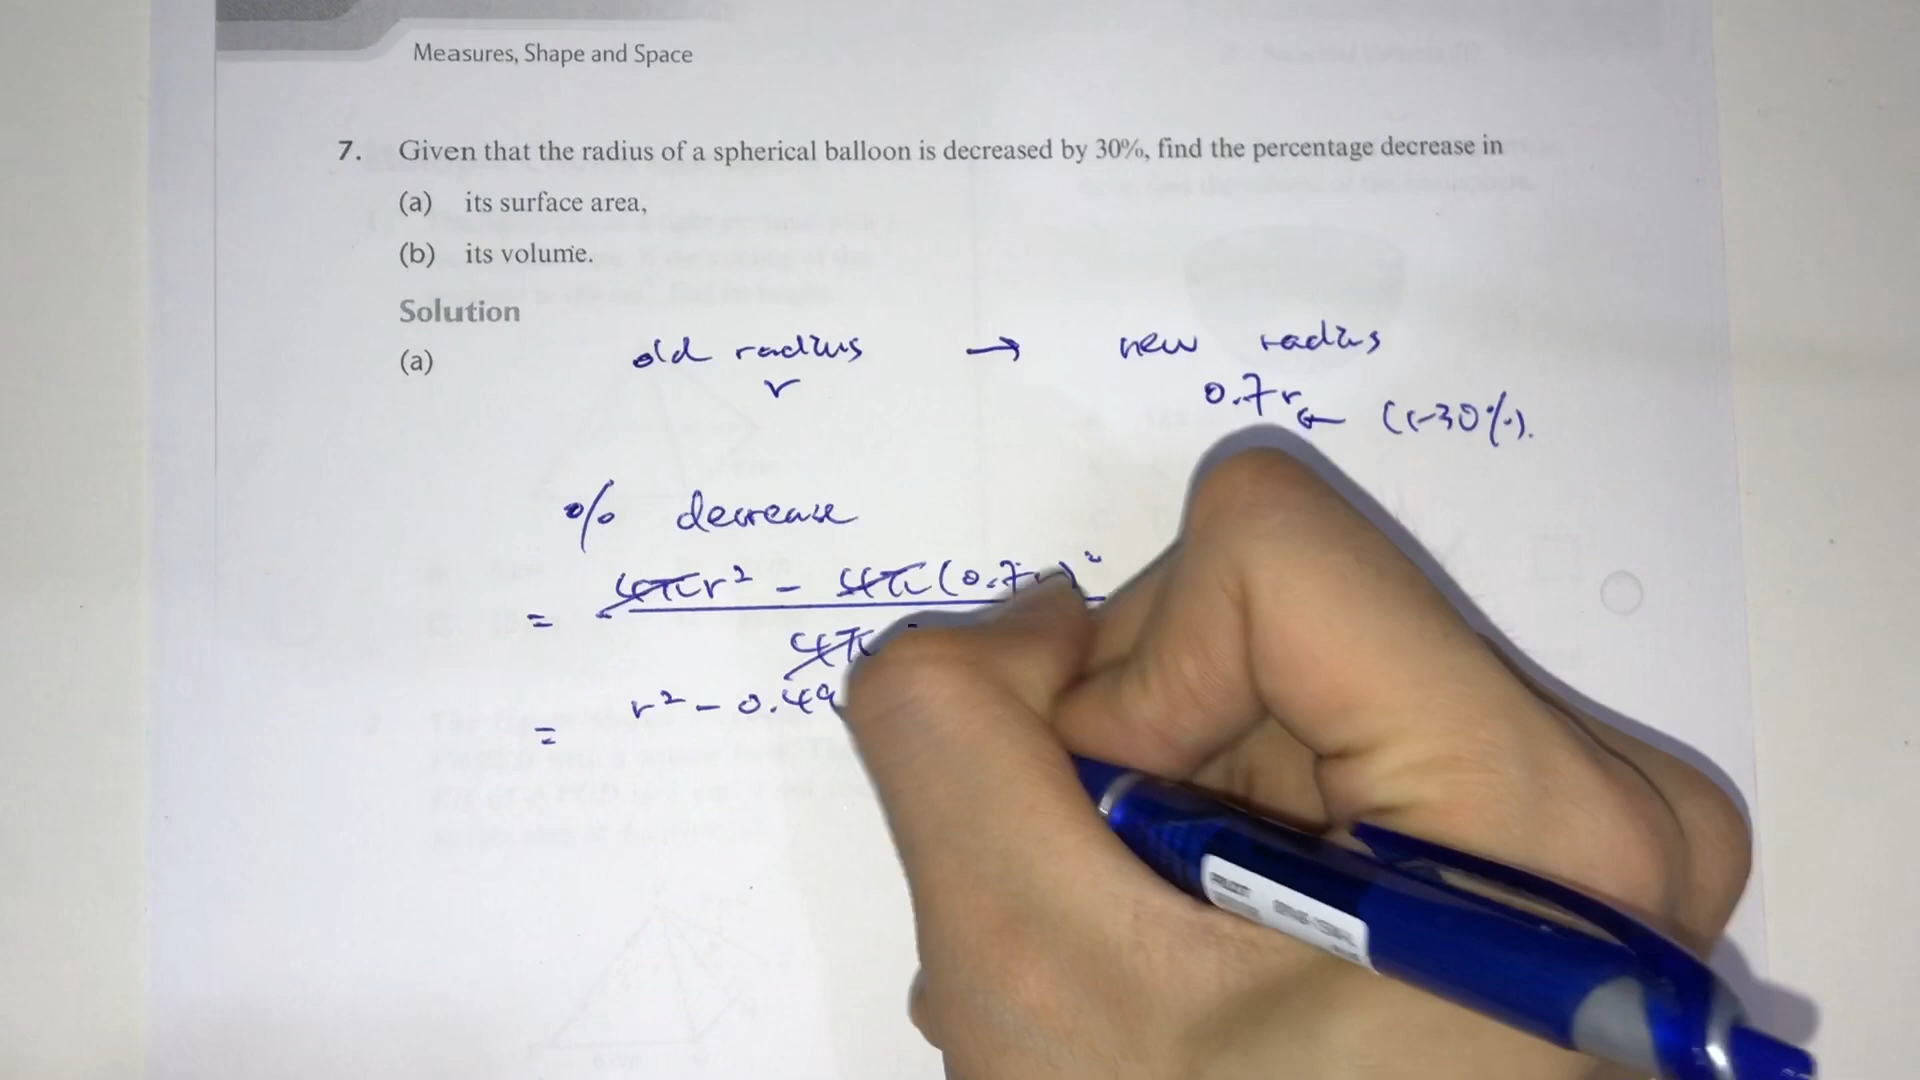 Measures, Shape and Space
7. Given that the radius of a spherical balloon is decreased by 30%, find the percentage decrease in
(a) its surface area,
(b) its volume.
Solution
(a) old radius → new radius
r 0.7r ← (1-30%).
% decrease
= 4πr² - 4π(0.7r)²
4π
r² - 0.49
=